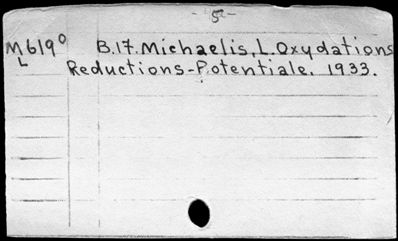 - 5 -
M619° B.17. Michaelis, L. Oxydations
L Reductions-Potentiale. 1933.